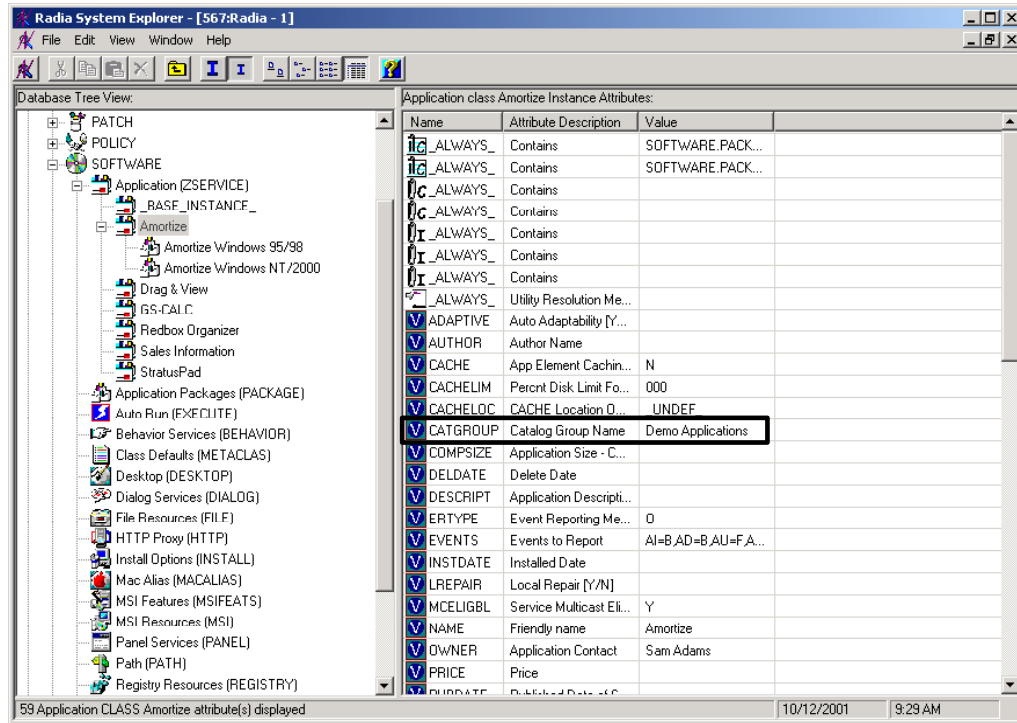 Radia System Explorer - [567:Radia - 1]
File Edit View Window Help
Database Tree View:
PATCH
POLICY
SOFTWARE
Application (ZSERVICE)
_BASE_INSTANCE_
Amortize
Amortize Windows 95/98
Amortize Windows NT/2000
Drag & View
GS-CALC
Redbox Organizer
Sales Information
StratusPad
Application Packages (PACKAGE)
Auto Run (EXECUTE)
Behavior Services (BEHAVIOR)
Class Defaults (METACLAS)
Desktop (DESKTOP)
Dialog Services (DIALOG)
File Resources (FILE)
HTTP Proxy (HTTP)
Install Options (INSTALL)
Mac Alias (MACALIAS)
MSI Features (MSIFEATS)
MSI Resources (MSI)
Panel Services (PANEL)
Path (PATH)
Registry Resources (REGISTRY)
Application class Amortize Instance Attributes:
Name Attribute Description Value
_ALWAYS_ Contains SOFTWARE.PACK...
_ALWAYS_ Contains SOFTWARE.PACK...
_ALWAYS_ Contains
_ALWAYS_ Contains
_ALWAYS_ Contains
_ALWAYS_ Contains
_ALWAYS_ Contains
_ALWAYS_ Utility Resolution Me...
ADAPTIVE Auto Adaptability [Y...
AUTHOR Author Name
CACHE App Element Cachin... N
CACHELIM Percnt Disk Limit Fo... 000
CACHELOC CACHE Location O... _UNDEF_
CATGROUP Catalog Group Name Demo Applications
COMPSIZE Application Size - C...
DELDATE Delete Date
DESCRIPT Application Descripti...
ERTYPE Event Reporting Me... O
EVENTS Events to Report AI=B,AD=B,AU=F,A...
INSTDATE Installed Date
LREPAIR Local Repair [Y/N]
MCELIGBL Service Multicast Eli... Y
NAME Friendly name Amortize
OWNER Application Contact Sam Adams
PRICE Price
59 Application CLASS Amortize attribute(s) displayed
10/12/2001 9:29 AM